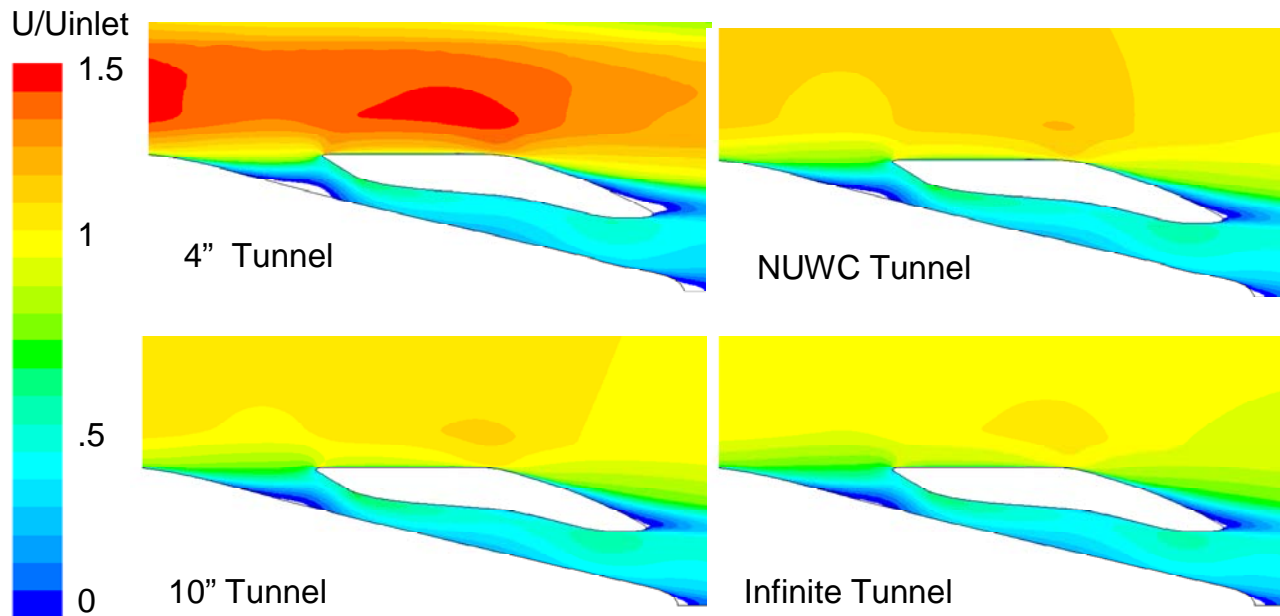 U/Uinlet
1.5
1
.5
0
4” Tunnel
NUWC Tunnel
10” Tunnel
Infinite Tunnel